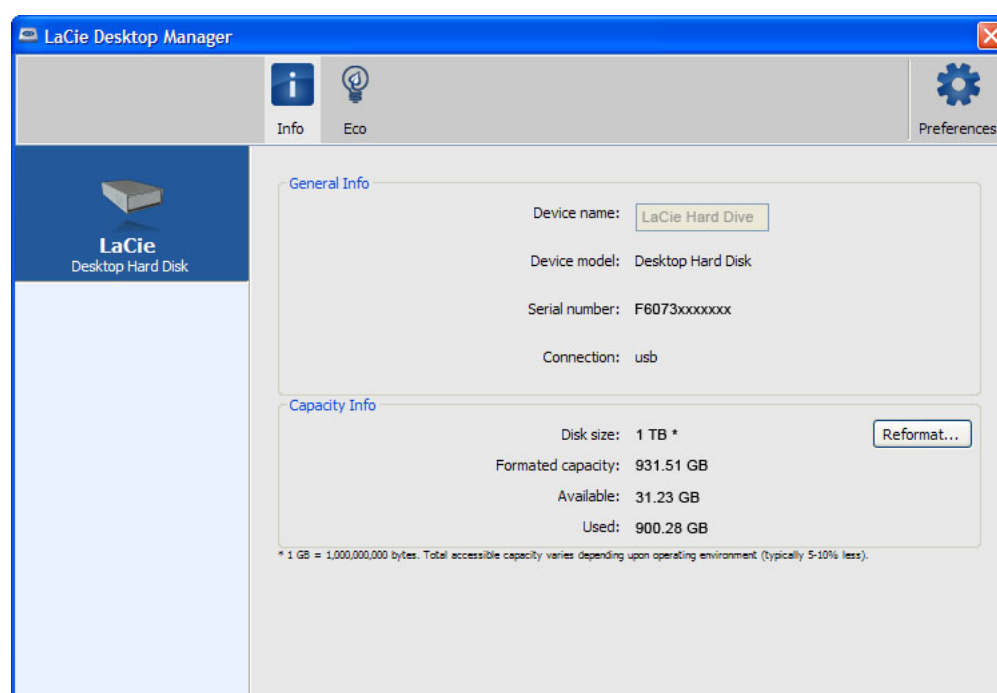 LaCie Desktop Manager
Info
Eco
Preferences
LaCie
Desktop Hard Disk
General Info
Device name: LaCie Hard Dive
Device model: Desktop Hard Disk
Serial number: F6073xxxxxxx
Connection: usb
Capacity Info
Disk size: 1 TB *
Reformat...
Formated capacity: 931.51 GB
Available: 31.23 GB
Used: 900.28 GB
* 1 GB = 1,000,000,000 bytes. Total accessible capacity varies depending upon operating environment (typically 5-10% less).